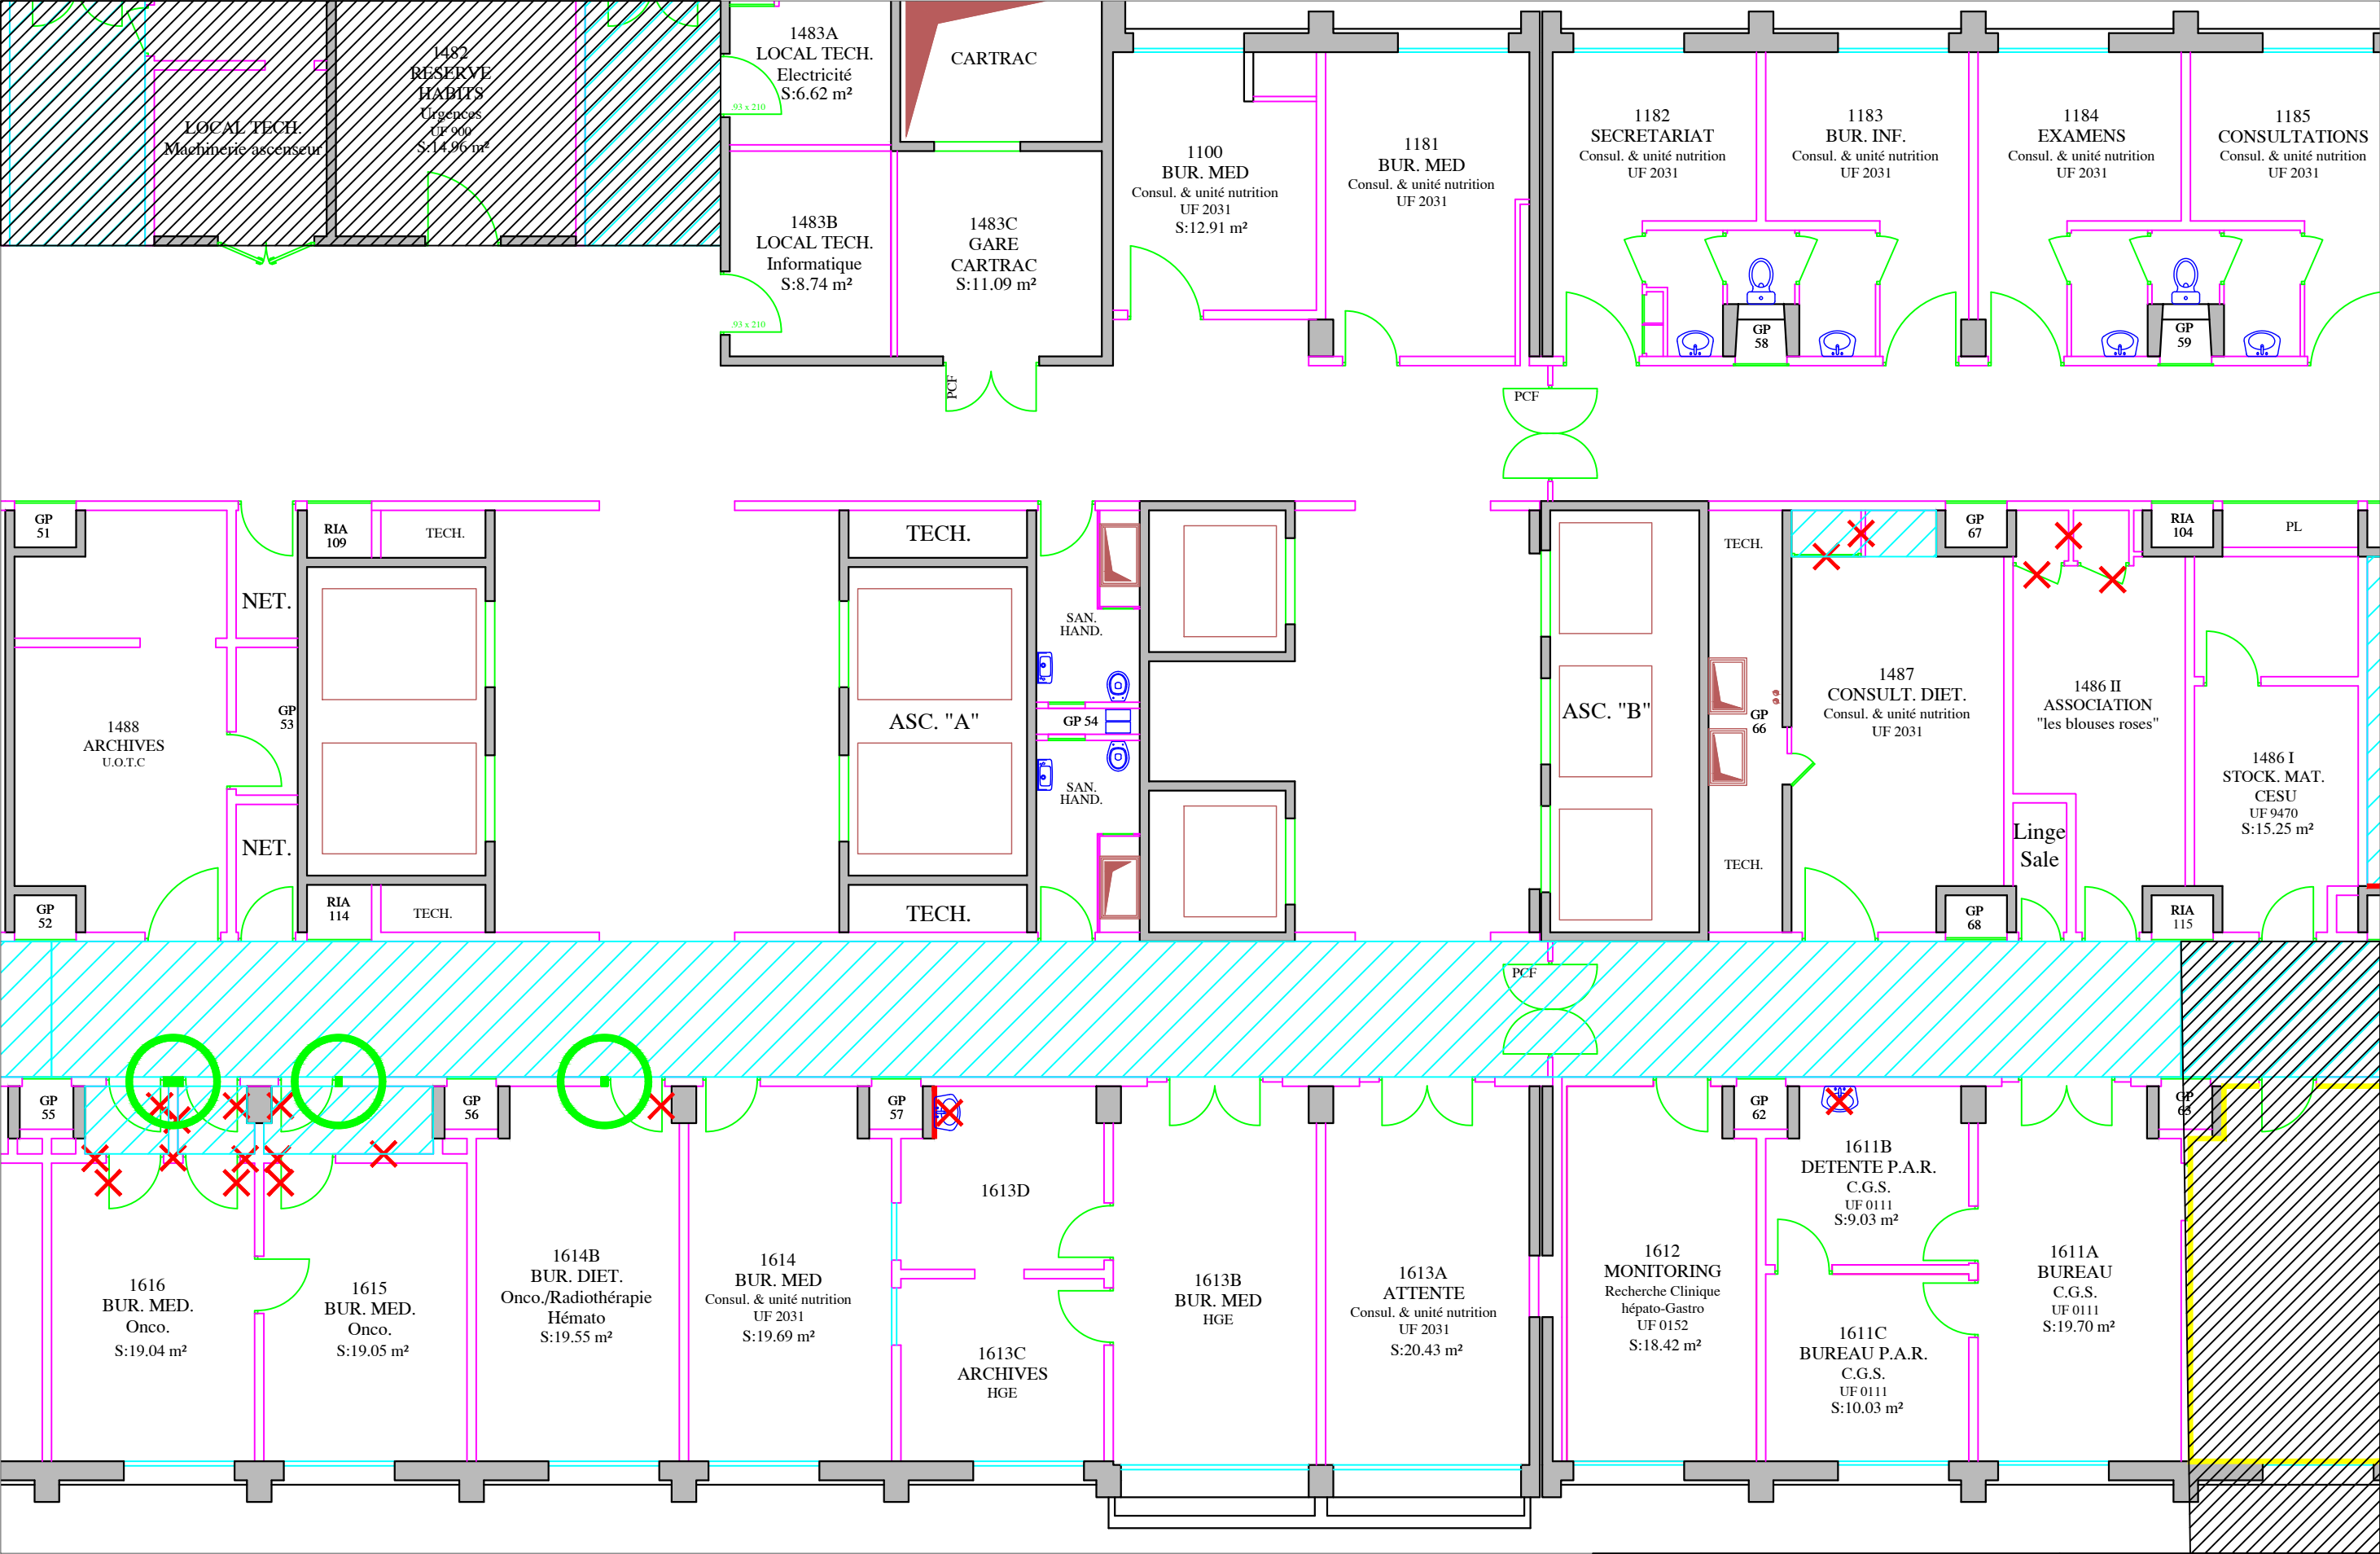 LOCAL TECH.
Machinerie ascenseur
1482
RESERVE
HABITS
Urgences
UF 900
S:14.96 m²
1483A
LOCAL TECH.
Electricité
S:6.62 m²
.93 x 210
CARTRAC
1483B
LOCAL TECH.
Informatique
S:8.74 m²
.93 x 210
1483C
GARE
CARTRAC
S:11.09 m²
PCF
1100
BUR. MED
Consul. & unité nutrition
UF 2031
S:12.91 m²
1181
BUR. MED
Consul. & unité nutrition
UF 2031
1182
SECRETARIAT
Consul. & unité nutrition
UF 2031
1183
BUR. INF.
Consul. & unité nutrition
UF 2031
1184
EXAMENS
Consul. & unité nutrition
UF 2031
1185
CONSULTATIONS
Consul. & unité nutrition
UF 2031
GP
58
GP
59
PCF
GP
51
NET.
RIA
109
TECH.
1488
ARCHIVES
U.O.T.C
GP
53
NET.
GP
52
RIA
114
TECH.
TECH.
ASC. "A"
TECH.
SAN.
HAND.
GP 54
SAN.
HAND.
ASC. "B"
TECH.
GP
66
TECH.
GP
67
1487
CONSULT. DIET.
Consul. & unité nutrition
UF 2031
GP
68
1486 II
ASSOCIATION
"les blouses roses"
Linge
Sale
RIA
104
PL
1486 I
STOCK. MAT.
CESU
UF 9470
S:15.25 m²
RIA
115
PCF
GP
55
GP
56
GP
57
GP
62
GP
63
1616
BUR. MED.
Onco.
S:19.04 m²
1615
BUR. MED.
Onco.
S:19.05 m²
1614B
BUR. DIET.
Onco./Radiothérapie
Hémato
S:19.55 m²
1614
BUR. MED
Consul. & unité nutrition
UF 2031
S:19.69 m²
1613D
1613C
ARCHIVES
HGE
1613B
BUR. MED
HGE
1613A
ATTENTE
Consul. & unité nutrition
UF 2031
S:20.43 m²
1612
MONITORING
Recherche Clinique
hépato-Gastro
UF 0152
S:18.42 m²
1611B
DETENTE P.A.R.
C.G.S.
UF 0111
S:9.03 m²
1611C
BUREAU P.A.R.
C.G.S.
UF 0111
S:10.03 m²
1611A
BUREAU
C.G.S.
UF 0111
S:19.70 m²